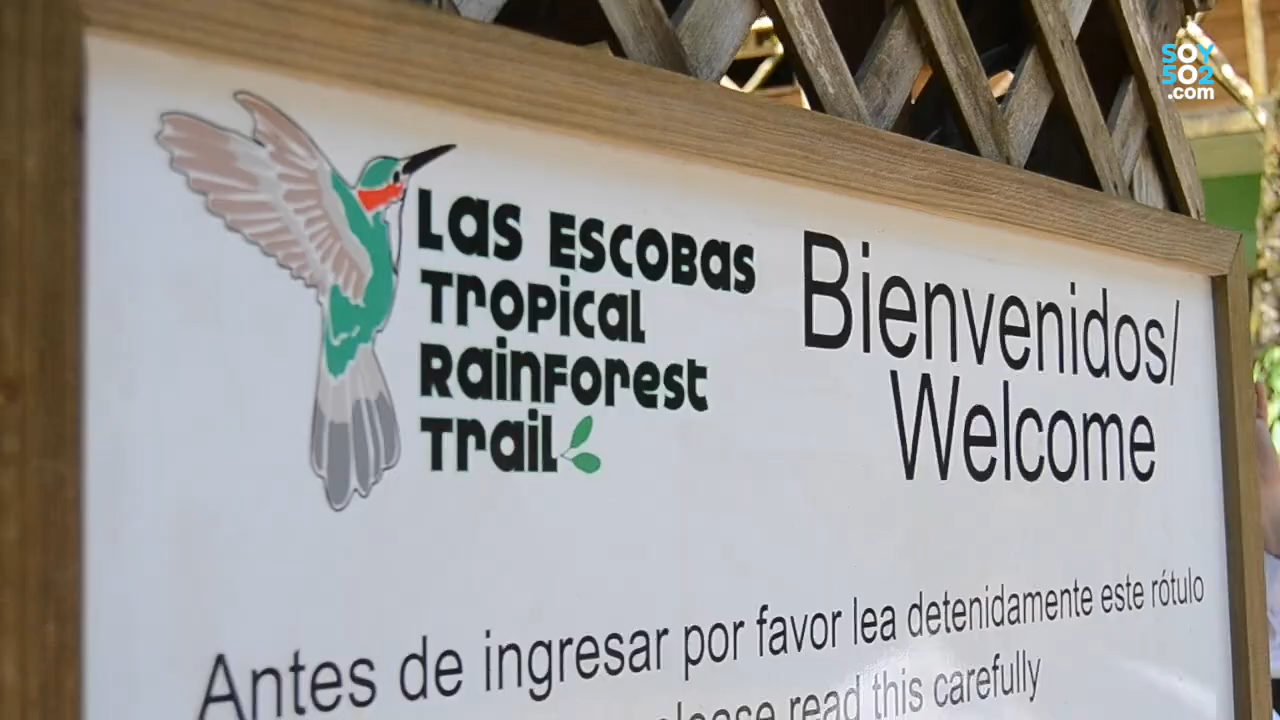 SOY
502
.com
Las Escobas
Tropical
Rainforest
Trail
Bienvenidos/
Welcome
Antes de ingresar por favor lea detenidamente este rótulo
please read this carefully